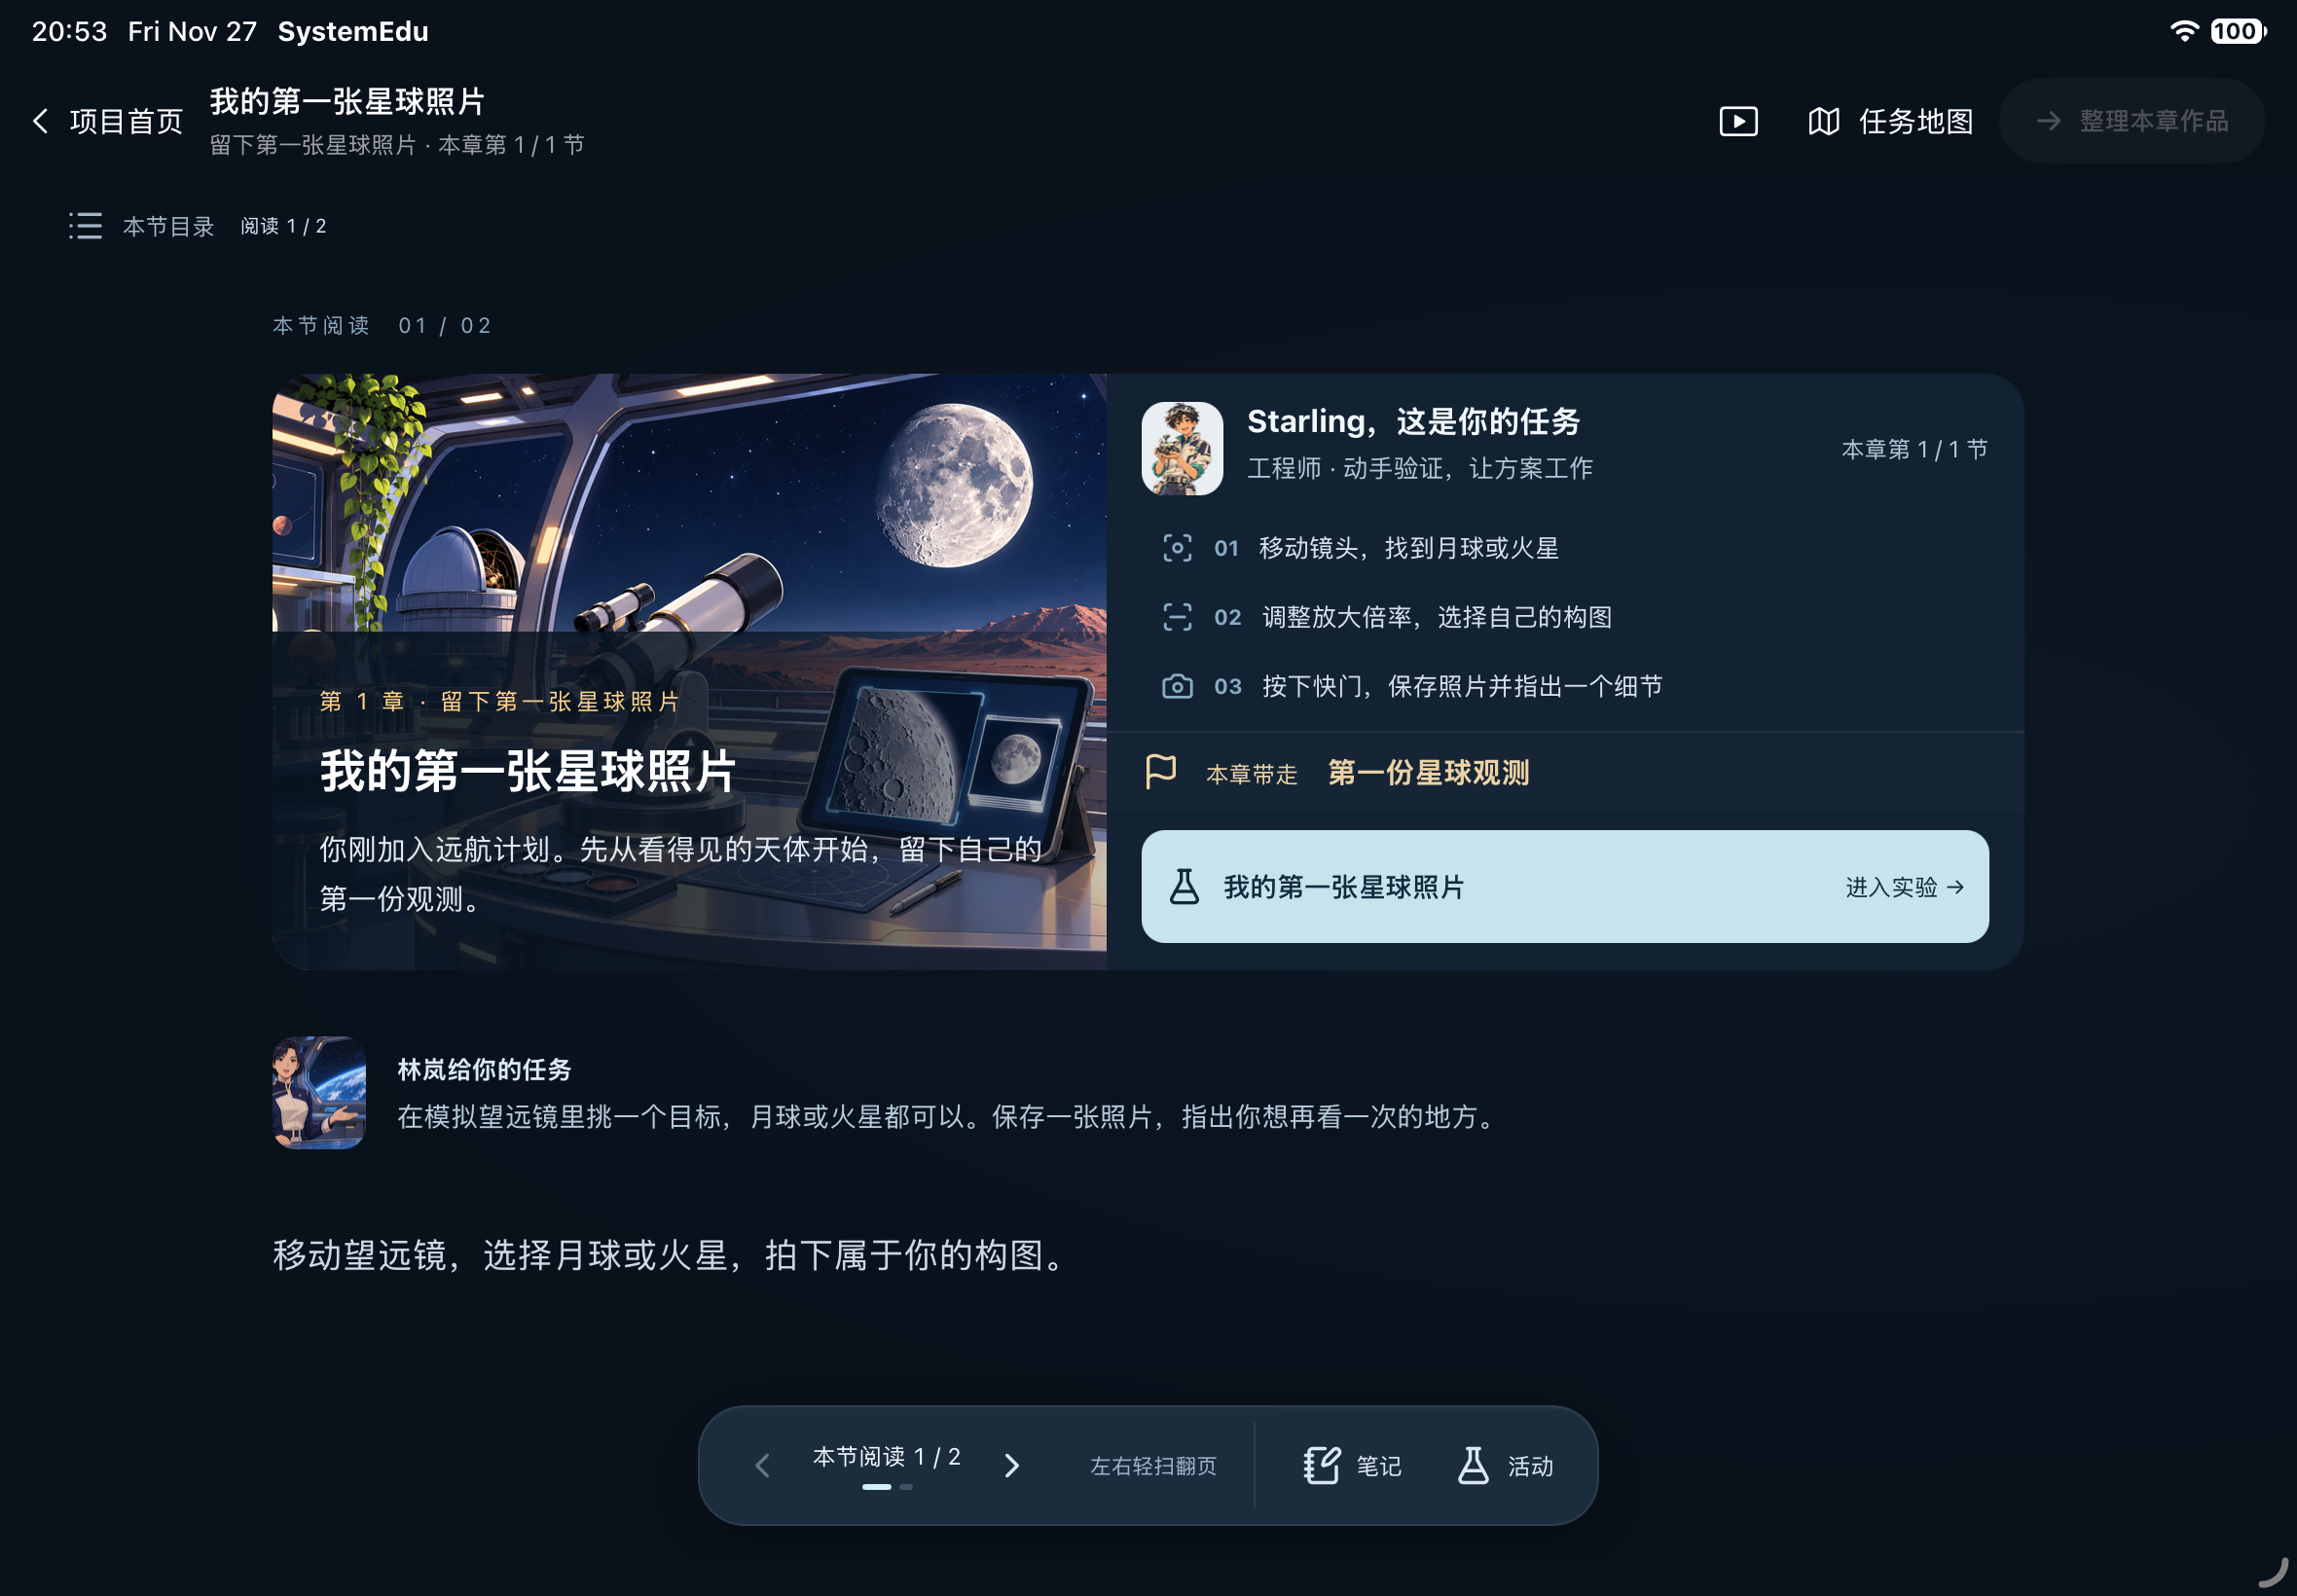 20:53 Fri Nov 27 SystemEdu
100
项目首页
我的第一张星球照片
留下第一张星球照片 · 本章第 1 / 1 节
任务地图
整理本章作品
本节目录 阅读 1 / 2
本节阅读 01 / 02
第 1 章 · 留下第一张星球照片
我的第一张星球照片
你刚加入远航计划。先从看得见的天体开始，留下自己的
第一份观测。
Starling，这是你的任务
工程师 · 动手验证，让方案工作
本章第 1 / 1 节
01 移动镜头，找到月球或火星
02 调整放大倍率，选择自己的构图
03 按下快门，保存照片并指出一个细节
本章带走 第一份星球观测
我的第一张星球照片
进入实验
林岚给你的任务
在模拟望远镜里挑一个目标，月球或火星都可以。保存一张照片，指出你想再看一次的地方。
移动望远镜，选择月球或火星，拍下属于你的构图。
本节阅读 1 / 2
左右轻扫翻页
笔记
活动